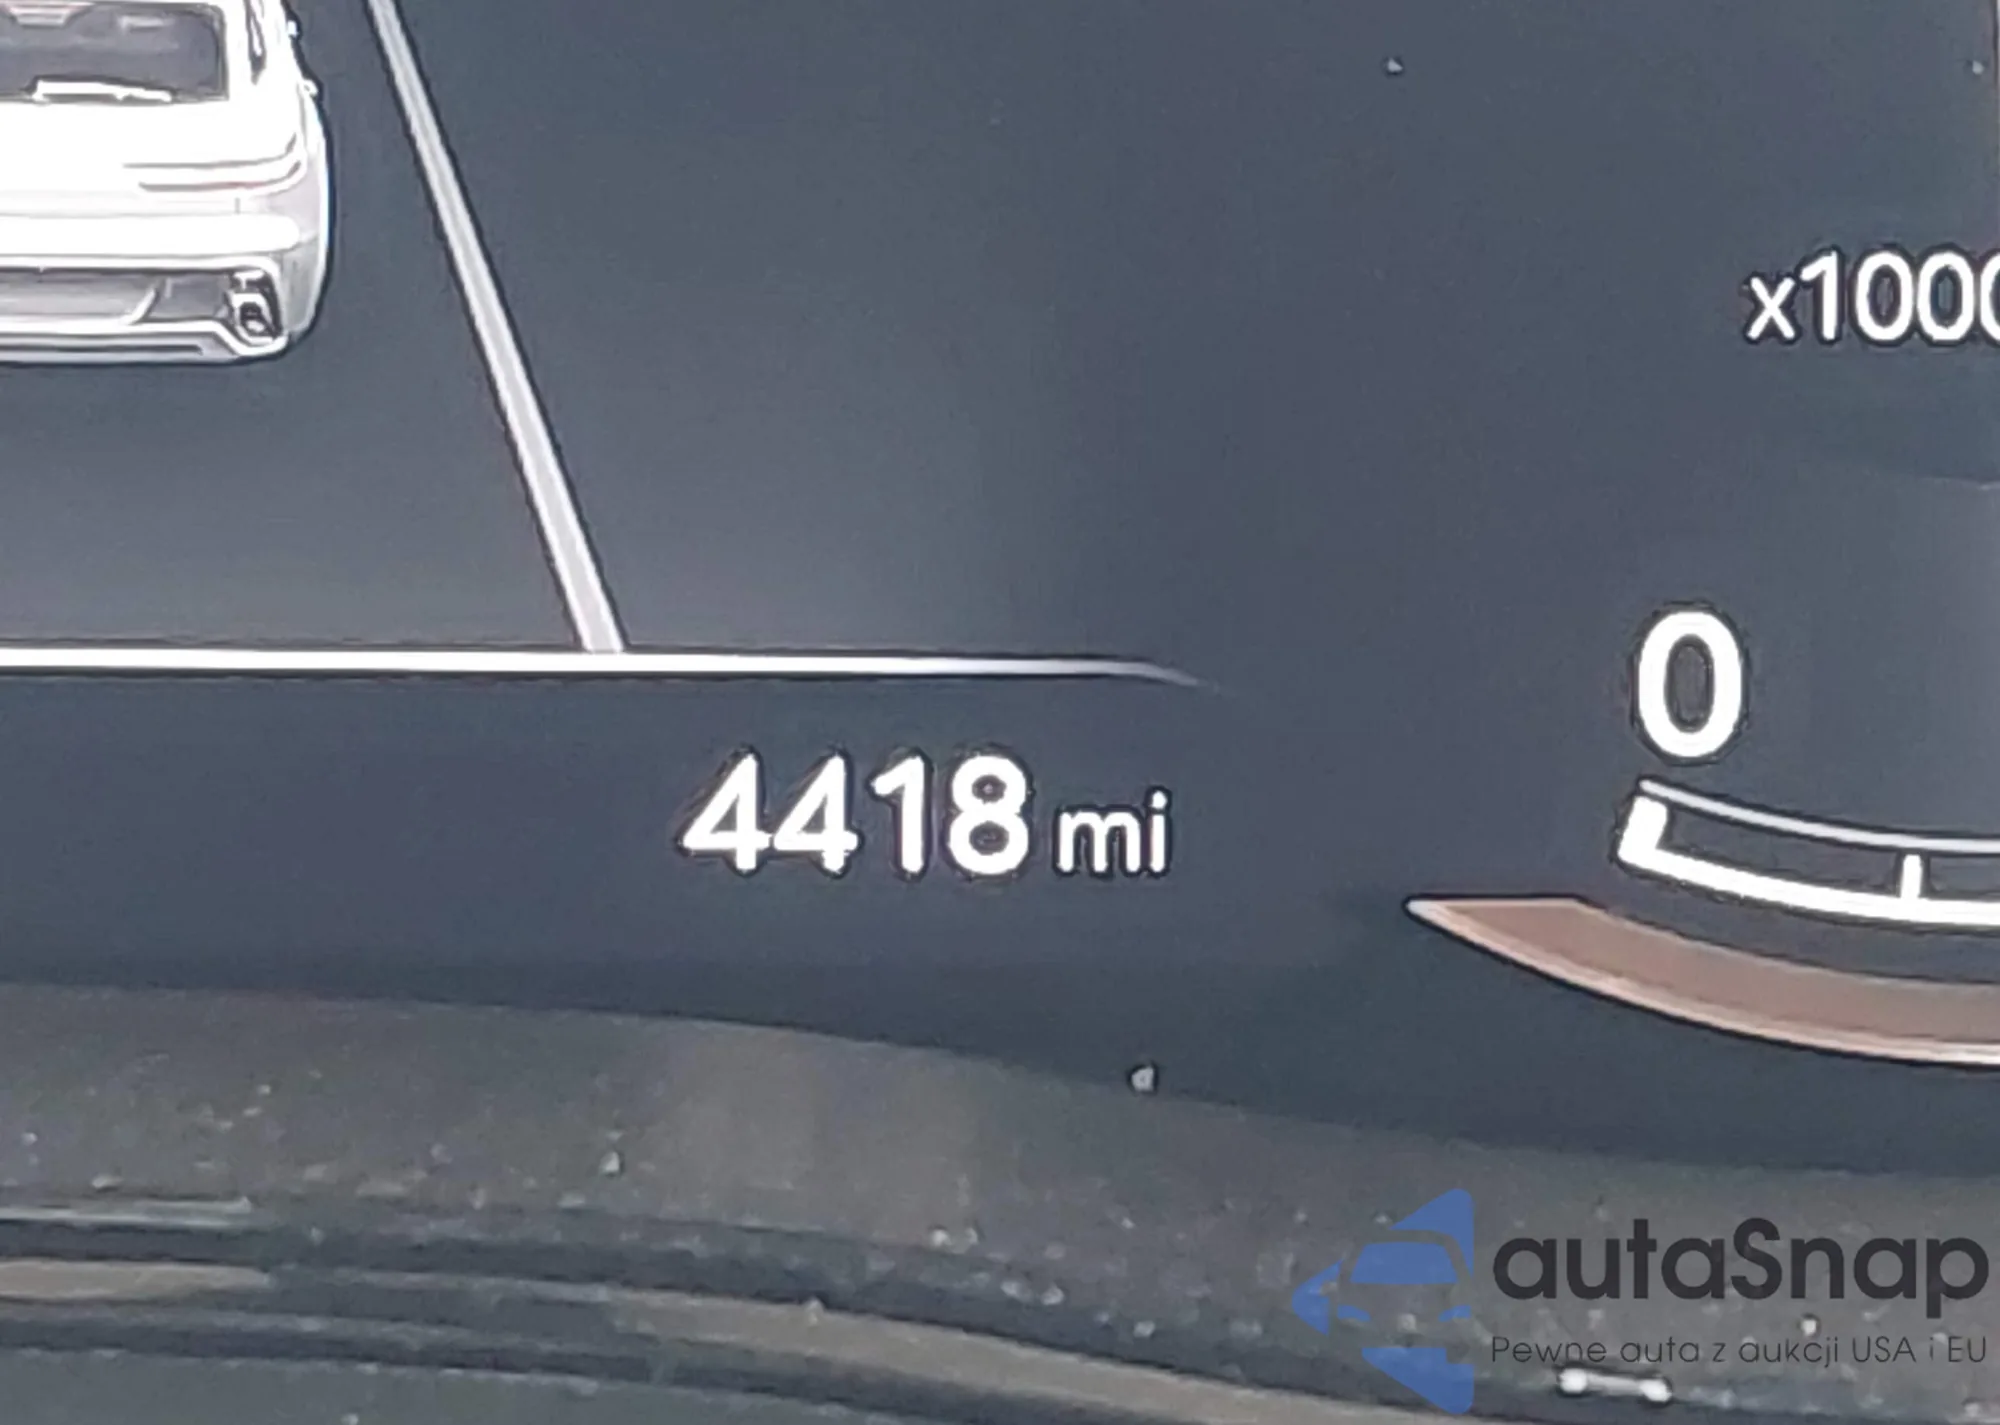 x1000
0
4418 mi
autaSnap
Pewne auta z aukcji USA i EU